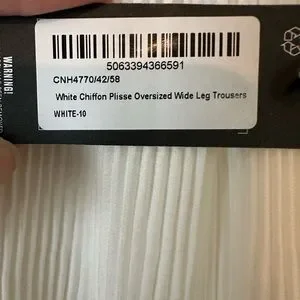 WARNING!
5063394366591
CNH4770/42/58
White Chiffon Plisse Oversized Wide Leg Trousers
WHITE-10